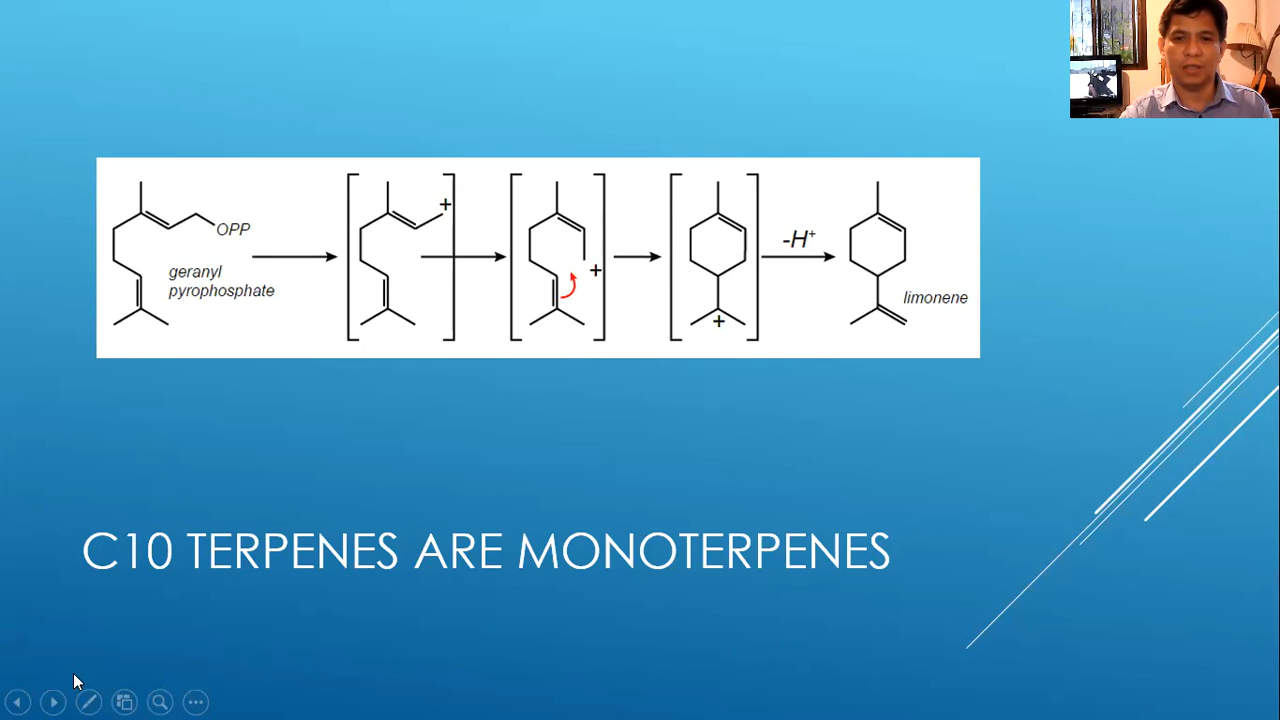 OPP
geranyl
pyrophosphate
+
+
+
-H⁺
limonene
C10 TERPENES ARE MONOTERPENES